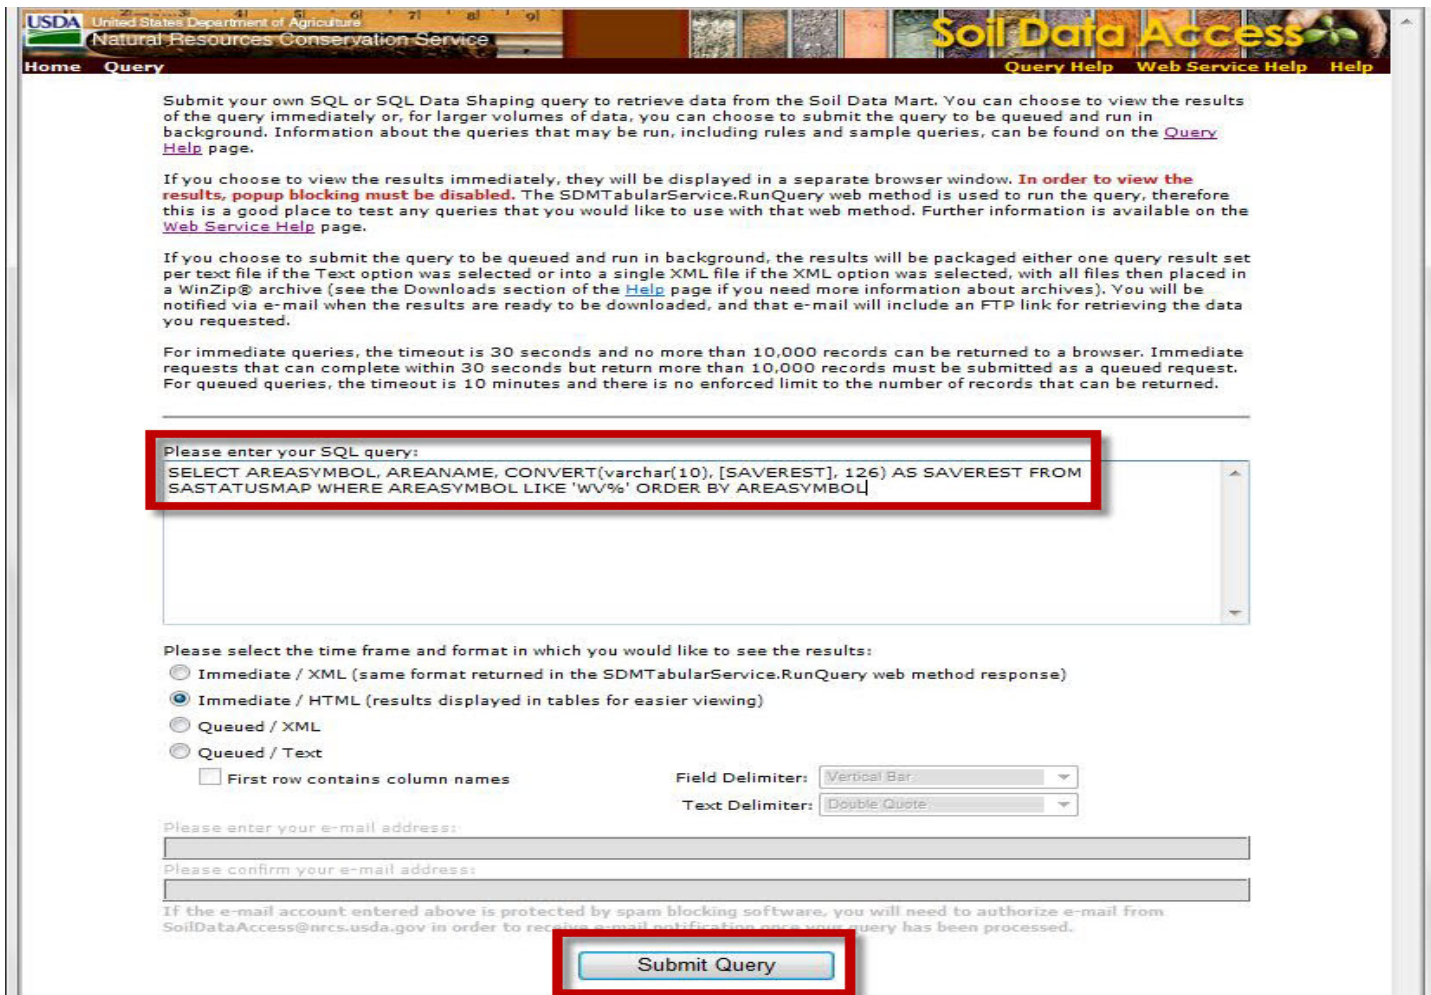 4 5 6 7 8 9
USDA United States Department of Agriculture
Natural Resources Conservation Service
Soil Data Access
Home Query Query Help Web Service Help Help
Submit your own SQL or SQL Data Shaping query to retrieve data from the Soil Data Mart. You can choose to view the results
of the query immediately or, for larger volumes of data, you can choose to submit the query to be queued and run in
background. Information about the queries that may be run, including rules and sample queries, can be found on the Query
Help page.
If you choose to view the results immediately, they will be displayed in a separate browser window. In order to view the
results, popup blocking must be disabled. The SDMTabularService.RunQuery web method is used to run the query, therefore
this is a good place to test any queries that you would like to use with that web method. Further information is available on the
Web Service Help page.
If you choose to submit the query to be queued and run in background, the results will be packaged either one query result set
per text file if the Text option was selected or into a single XML file if the XML option was selected, with all files then placed in
a WinZip® archive (see the Downloads section of the Help page if you need more information about archives). You will be
notified via e-mail when the results are ready to be downloaded, and that e-mail will include an FTP link for retrieving the data
you requested.
For immediate queries, the timeout is 30 seconds and no more than 10,000 records can be returned to a browser. Immediate
requests that can complete within 30 seconds but return more than 10,000 records must be submitted as a queued request.
For queued queries, the timeout is 10 minutes and there is no enforced limit to the number of records that can be returned.
Please enter your SQL query:
SELECT AREASYMBOL, AREANAME, CONVERT(varchar(10), [SAVEREST], 126) AS SAVEREST FROM
SASTATUSMAP WHERE AREASYMBOL LIKE 'WV%' ORDER BY AREASYMBOL
Please select the time frame and format in which you would like to see the results:
Immediate / XML (same format returned in the SDMTabularService.RunQuery web method response)
Immediate / HTML (results displayed in tables for easier viewing)
Queued / XML
Queued / Text
First row contains column names Field Delimiter: Vertical Bar
Text Delimiter: Double Quote
Please enter your e-mail address:
Please confirm your e-mail address:
If the e-mail account entered above is protected by spam blocking software, you will need to authorize e-mail from
SoilDataAccess@nrcs.usda.gov in order to receive e-mail notification once your query has been processed.
Submit Query